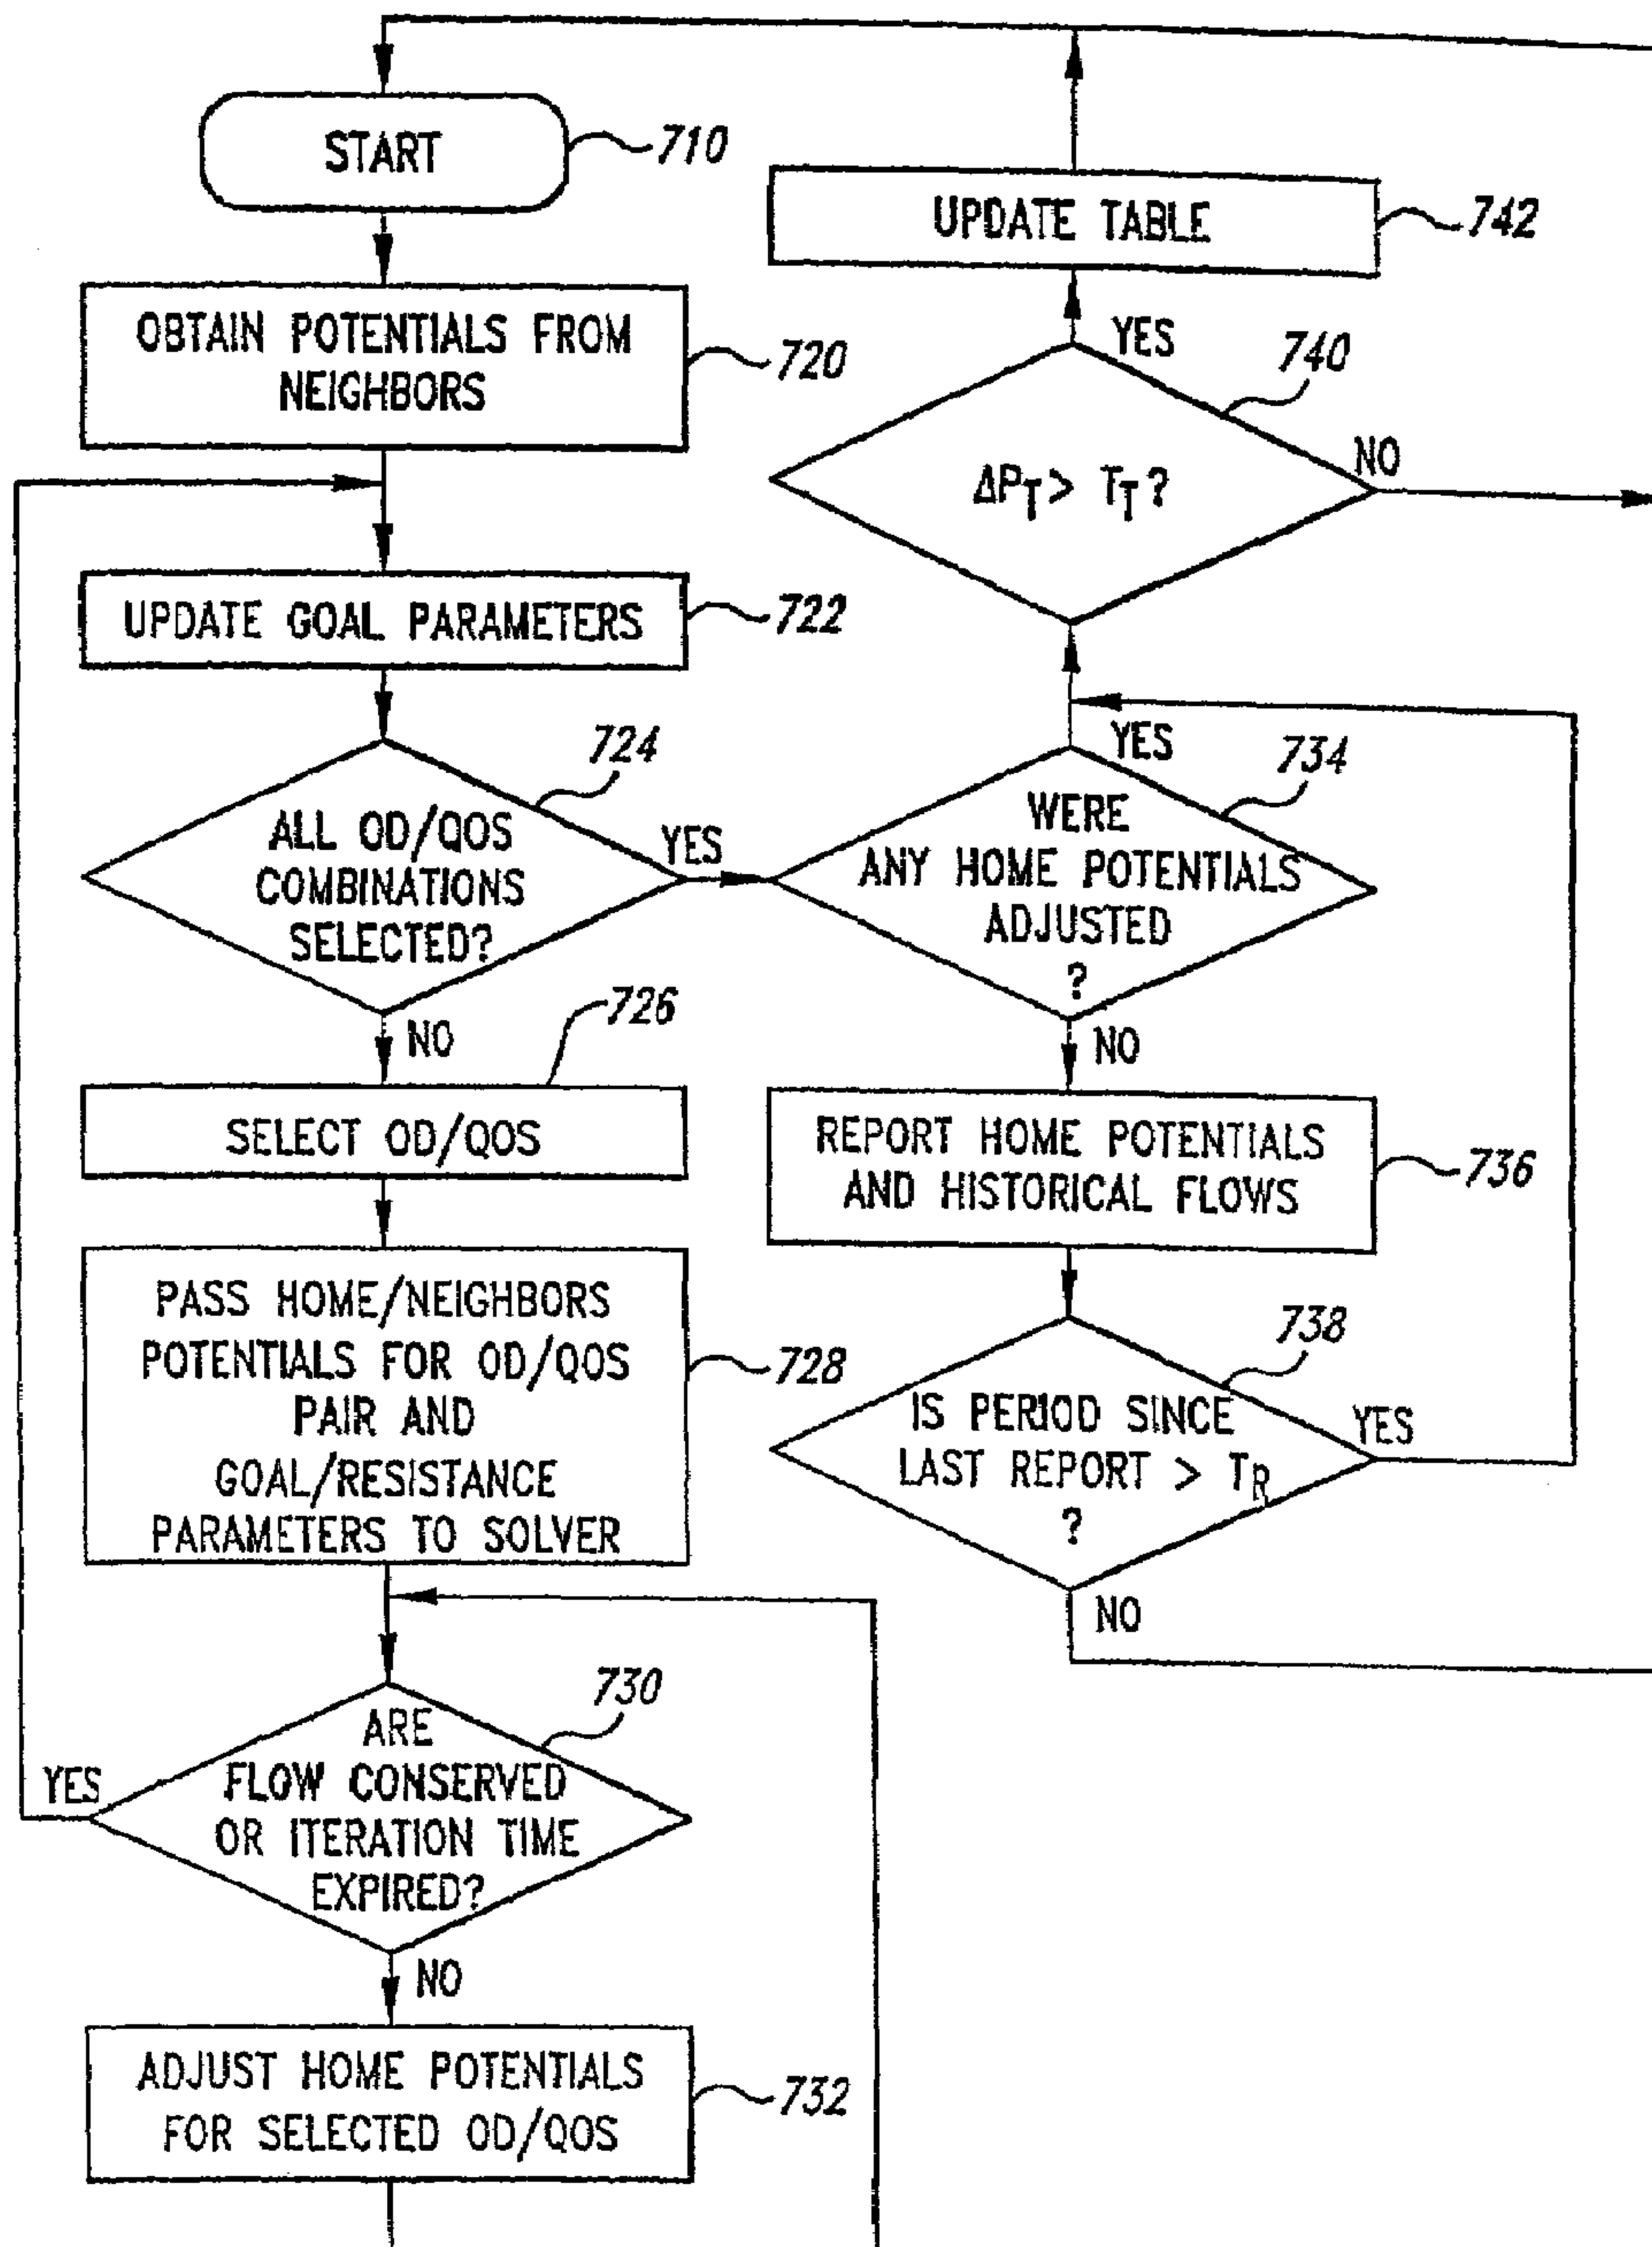 START
710
OBTAIN POTENTIALS FROM
NEIGHBORS
720
UPDATE GOAL PARAMETERS
722
724
ALL OD/QOS
COMBINATIONS
SELECTED?
YES
NO
726
SELECT OD/QOS
PASS HOME/NEIGHBORS
POTENTIALS FOR OD/QOS
PAIR AND
GOAL/RESISTANCE
PARAMETERS TO SOLVER
728
730
ARE
FLOW CONSERVED
OR ITERATION TIME
EXPIRED?
YES
NO
ADJUST HOME POTENTIALS
FOR SELECTED OD/QOS
732
UPDATE TABLE
742
YES
740
ΔPT > TT?
NO
YES
734
WERE
ANY HOME POTENTIALS
ADJUSTED
?
NO
REPORT HOME POTENTIALS
AND HISTORICAL FLOWS
736
738
IS PERIOD SINCE
LAST REPORT > TR
?
YES
NO